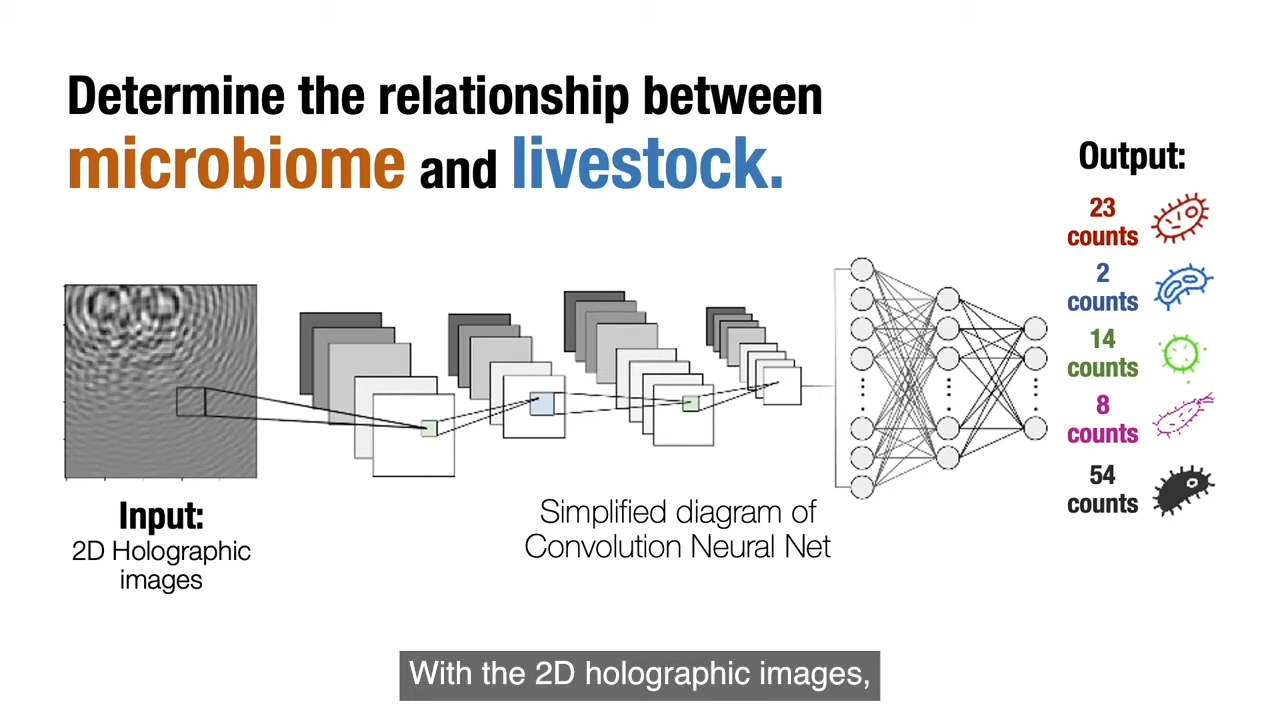 Determine the relationship between
microbiome and livestock.
Output:
23
counts
2
counts
14
counts
8
counts
54
counts
Input:
2D Holographic
images
Simplified diagram of
Convolution Neural Net
With the 2D holographic images,